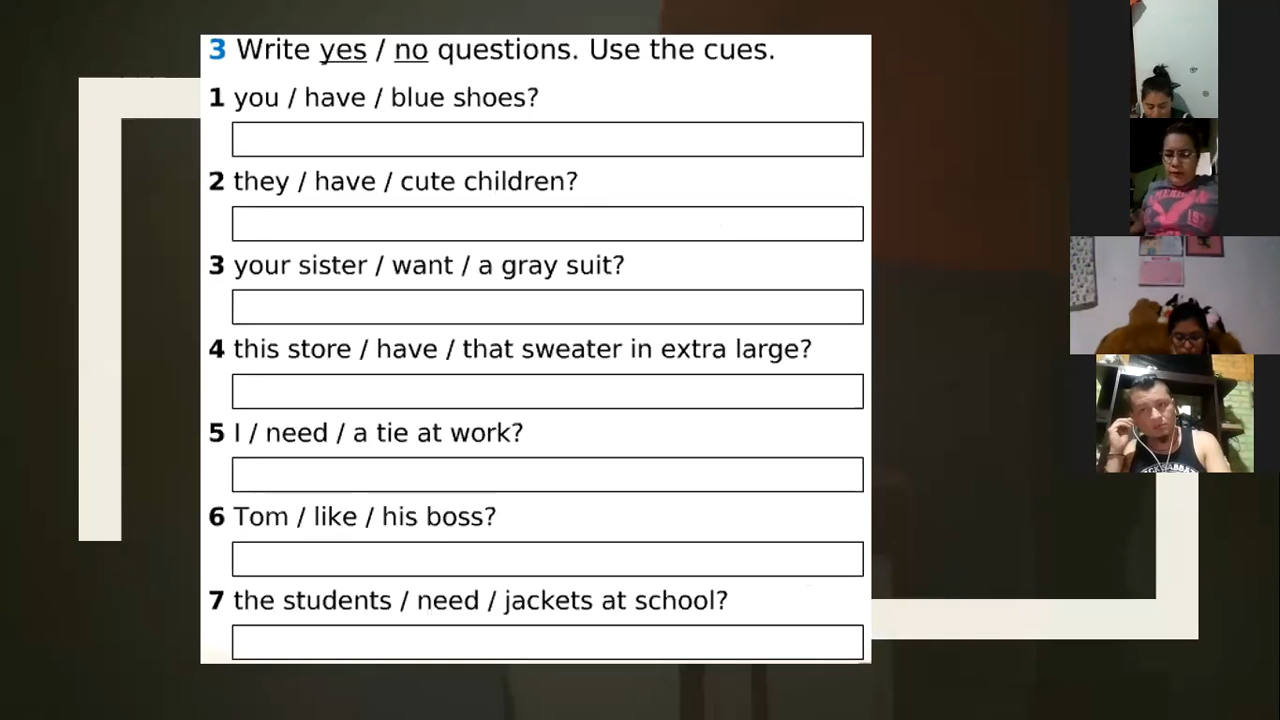 3 Write yes / no questions. Use the cues.
1 you / have / blue shoes?
2 they / have / cute children?
3 your sister / want / a gray suit?
4 this store / have / that sweater in extra large?
5 I / need / a tie at work?
6 Tom / like / his boss?
7 the students / need / jackets at school?